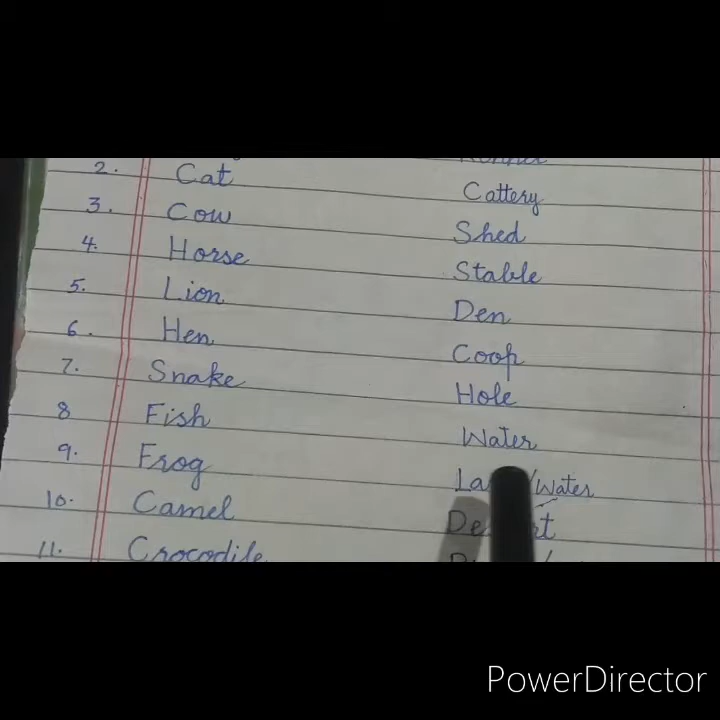 2. Cat Cattery
3. Cow Shed
4. Horse Stable
5. Lion Den
6. Hen Coop
7. Snake Hole
8 Fish Water
9. Frog /Water
10. Camel
11. Crocodile
PowerDirector